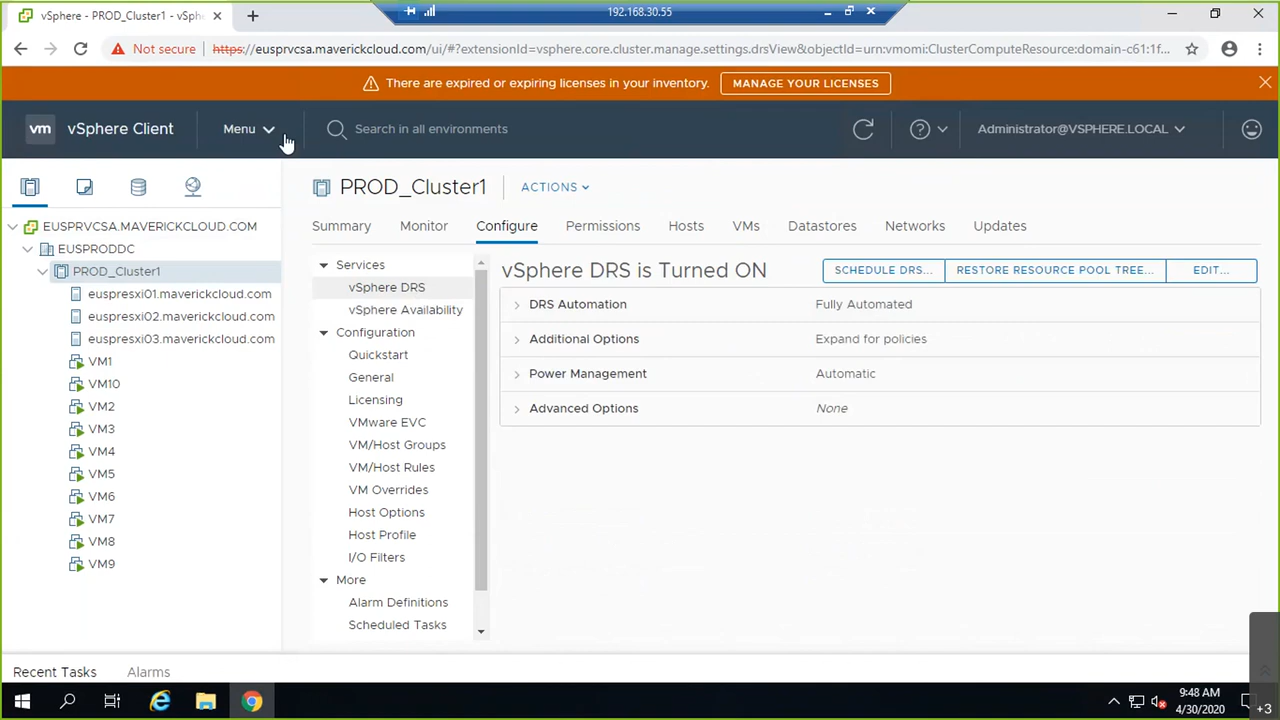 vSphere - PROD_Cluster1 - vSph
192.168.30.55
Not secure
https://eusprvcsa.maverickcloud.com/ui/#?extensionId=vsphere.core.cluster.manage.settings.drsView&objectId=urn:vmomi:ClusterComputeResource:domain-c61:1f...
There are expired or expiring licenses in your inventory.
MANAGE YOUR LICENSES
vm
vSphere Client
Menu
Search in all environments
Administrator@VSPHERE.LOCAL
PROD_Cluster1
ACTIONS
Summary
Monitor
Configure
Permissions
Hosts
VMs
Datastores
Networks
Updates
EUSPRVCSA.MAVERICKCLOUD.COM
EUSPRODDC
PROD_Cluster1
euspresxi01.maverickcloud.com
euspresxi02.maverickcloud.com
euspresxi03.maverickcloud.com
VM1
VM10
VM2
VM3
VM4
VM5
VM6
VM7
VM8
VM9
Services
vSphere DRS
vSphere Availability
Configuration
Quickstart
General
Licensing
VMware EVC
VM/Host Groups
VM/Host Rules
VM Overrides
Host Options
Host Profile
I/O Filters
More
Alarm Definitions
Scheduled Tasks
vSphere DRS is Turned ON
SCHEDULE DRS...
RESTORE RESOURCE POOL TREE...
EDIT...
DRS Automation
Fully Automated
Additional Options
Expand for policies
Power Management
Automatic
Advanced Options
None
Recent Tasks
Alarms
9:48 AM
4/30/2020
+3